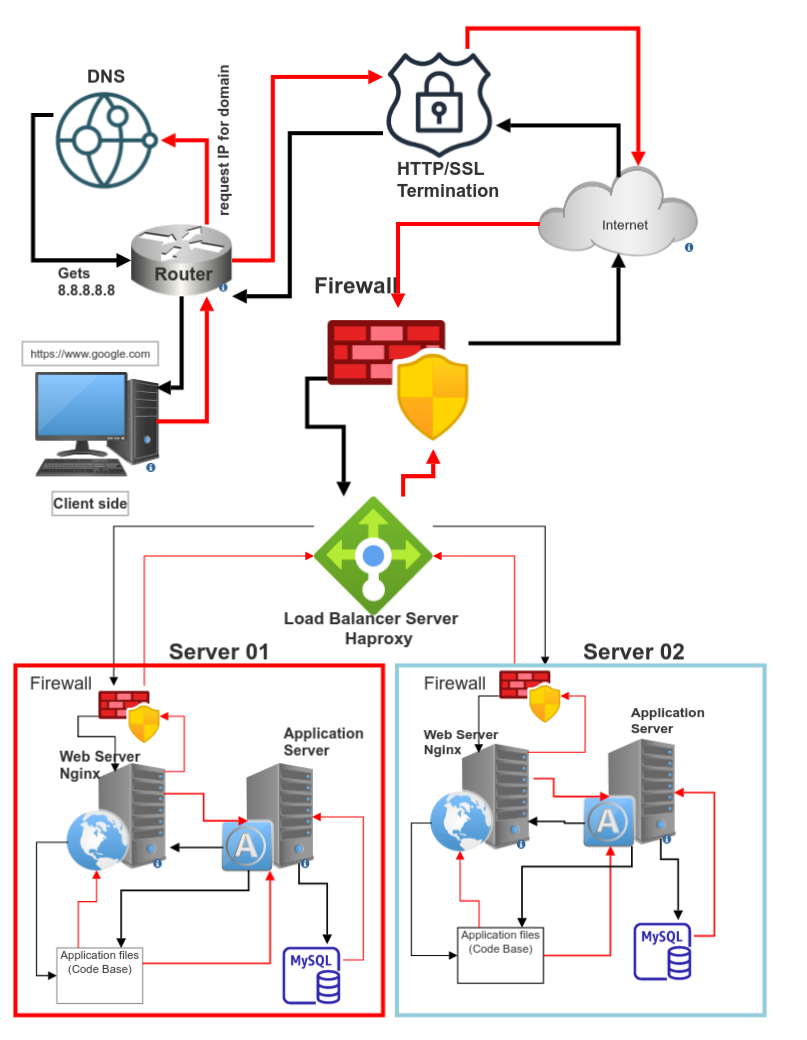 DNS
request IP for domain
HTTP/SSL
Termination
Internet
Router
Gets
8.8.8.8.8
Firewall
https://www.google.com
Client side
Load Balancer Server
Haproxy
Server 01
Firewall
Web Server
Nginx
Application
Server
A
Application files
(Code Base)
MySQL
Server 02
Firewall
Web Server
Nginx
Application
Server
A
Application files
(Code Base)
MySQL